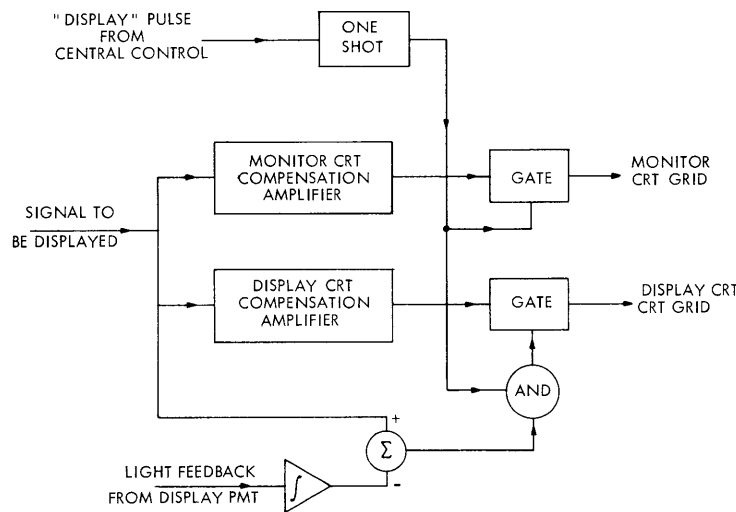 "DISPLAY" PULSE
FROM
CENTRAL CONTROL
ONE
SHOT
MONITOR CRT
COMPENSATION
AMPLIFIER
GATE
MONITOR
CRT GRID
SIGNAL TO
BE DISPLAYED
DISPLAY CRT
COMPENSATION
AMPLIFIER
GATE
DISPLAY CRT
CRT GRID
AND
+
Σ
-
LIGHT FEEDBACK
FROM DISPLAY PMT
∫